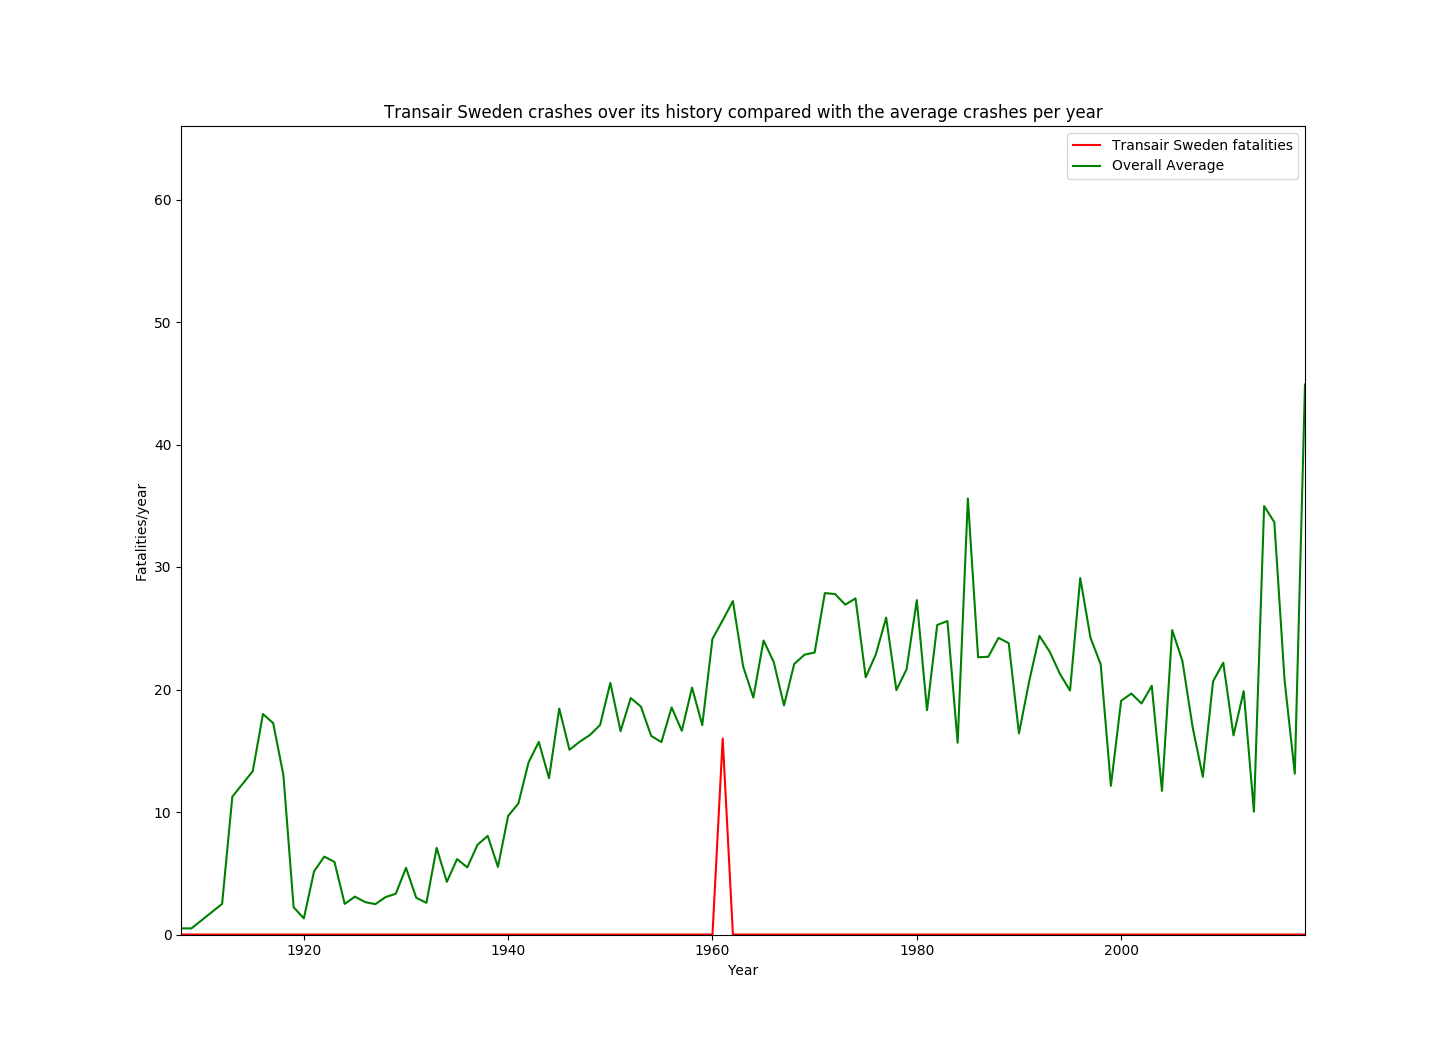 Transair Sweden crashes over its history compared with the average crashes per year
Transair Sweden fatalities
Overall Average
60
50
40
30
20
10
0
Fatalities/year
1920
1940
1960
1980
2000
Year